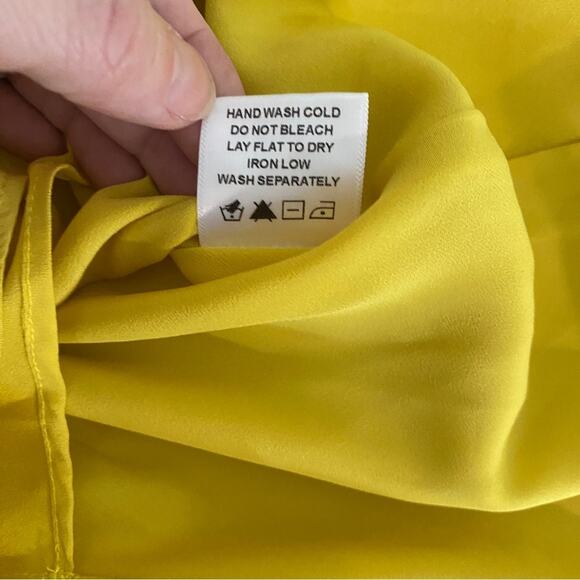 HAND WASH COLD
DO NOT BLEACH
LAY FLAT TO DRY
IRON LOW
WASH SEPARATELY